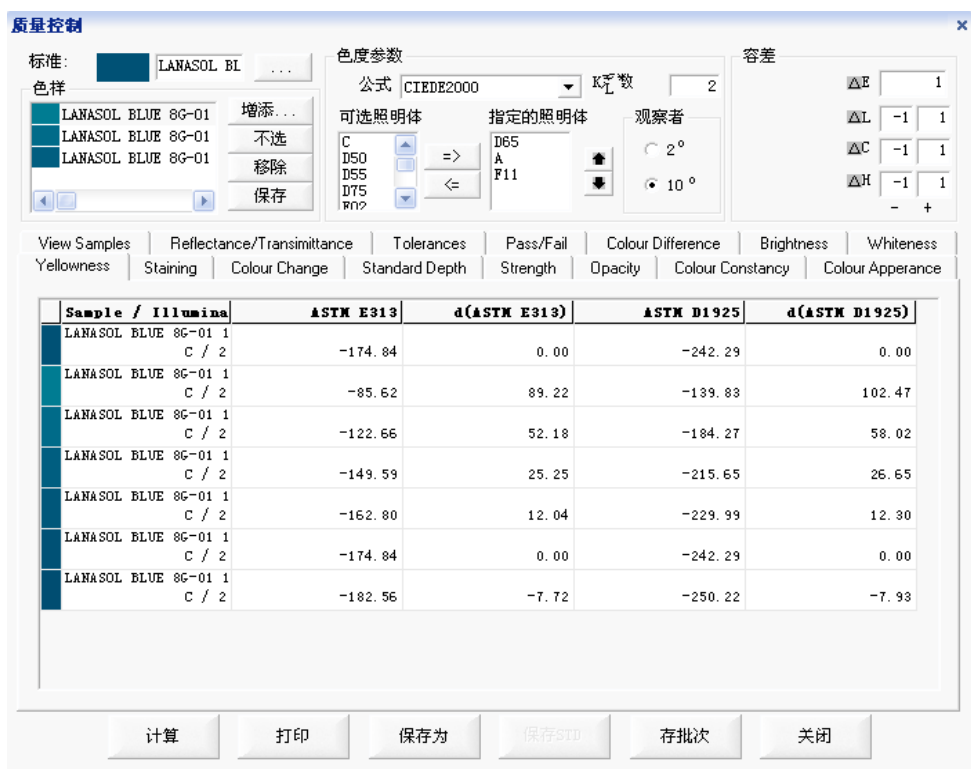 质量控制
标准: LANASOL BL ...
色样
LANASOL BLUE 8G-01
LANASOL BLUE 8G-01
LANASOL BLUE 8G-01
增添...
不选
移除
保存
色度参数
公式 CIEDE2000
数 2
可选照明体
C
D50
D55
D75
F02
=>
<=
指定的照明体
D65
A
F11
观察者
2°
10 °
容差
△E 1
△L -1 1
△C -1 1
△H -1 1
- +
View Samples Reflectance/Transimittance Tolerances Pass/Fail Colour Difference Brightness Whiteness
Yellowness Staining Colour Change Standard Depth Strength Opacity Colour Constancy Colour Apperance
Sample / Illumina ASTM E313 d(ASTM E313) ASTM D1925 d(ASTM D1925)
LANASOL BLUE 8G-01 1
C / 2 -174.84 0.00 -242.29 0.00
LANASOL BLUE 8G-01 1
C / 2 -85.62 89.22 -139.83 102.47
LANASOL BLUE 8G-01 1
C / 2 -122.66 52.18 -184.27 58.02
LANASOL BLUE 8G-01 1
C / 2 -149.59 25.25 -215.65 26.65
LANASOL BLUE 8G-01 1
C / 2 -162.80 12.04 -229.99 12.30
LANASOL BLUE 8G-01 1
C / 2 -174.84 0.00 -242.29 0.00
LANASOL BLUE 8G-01 1
C / 2 -182.56 -7.72 -250.22 -7.93
计算 打印 保存为 保存STD 存批次 关闭